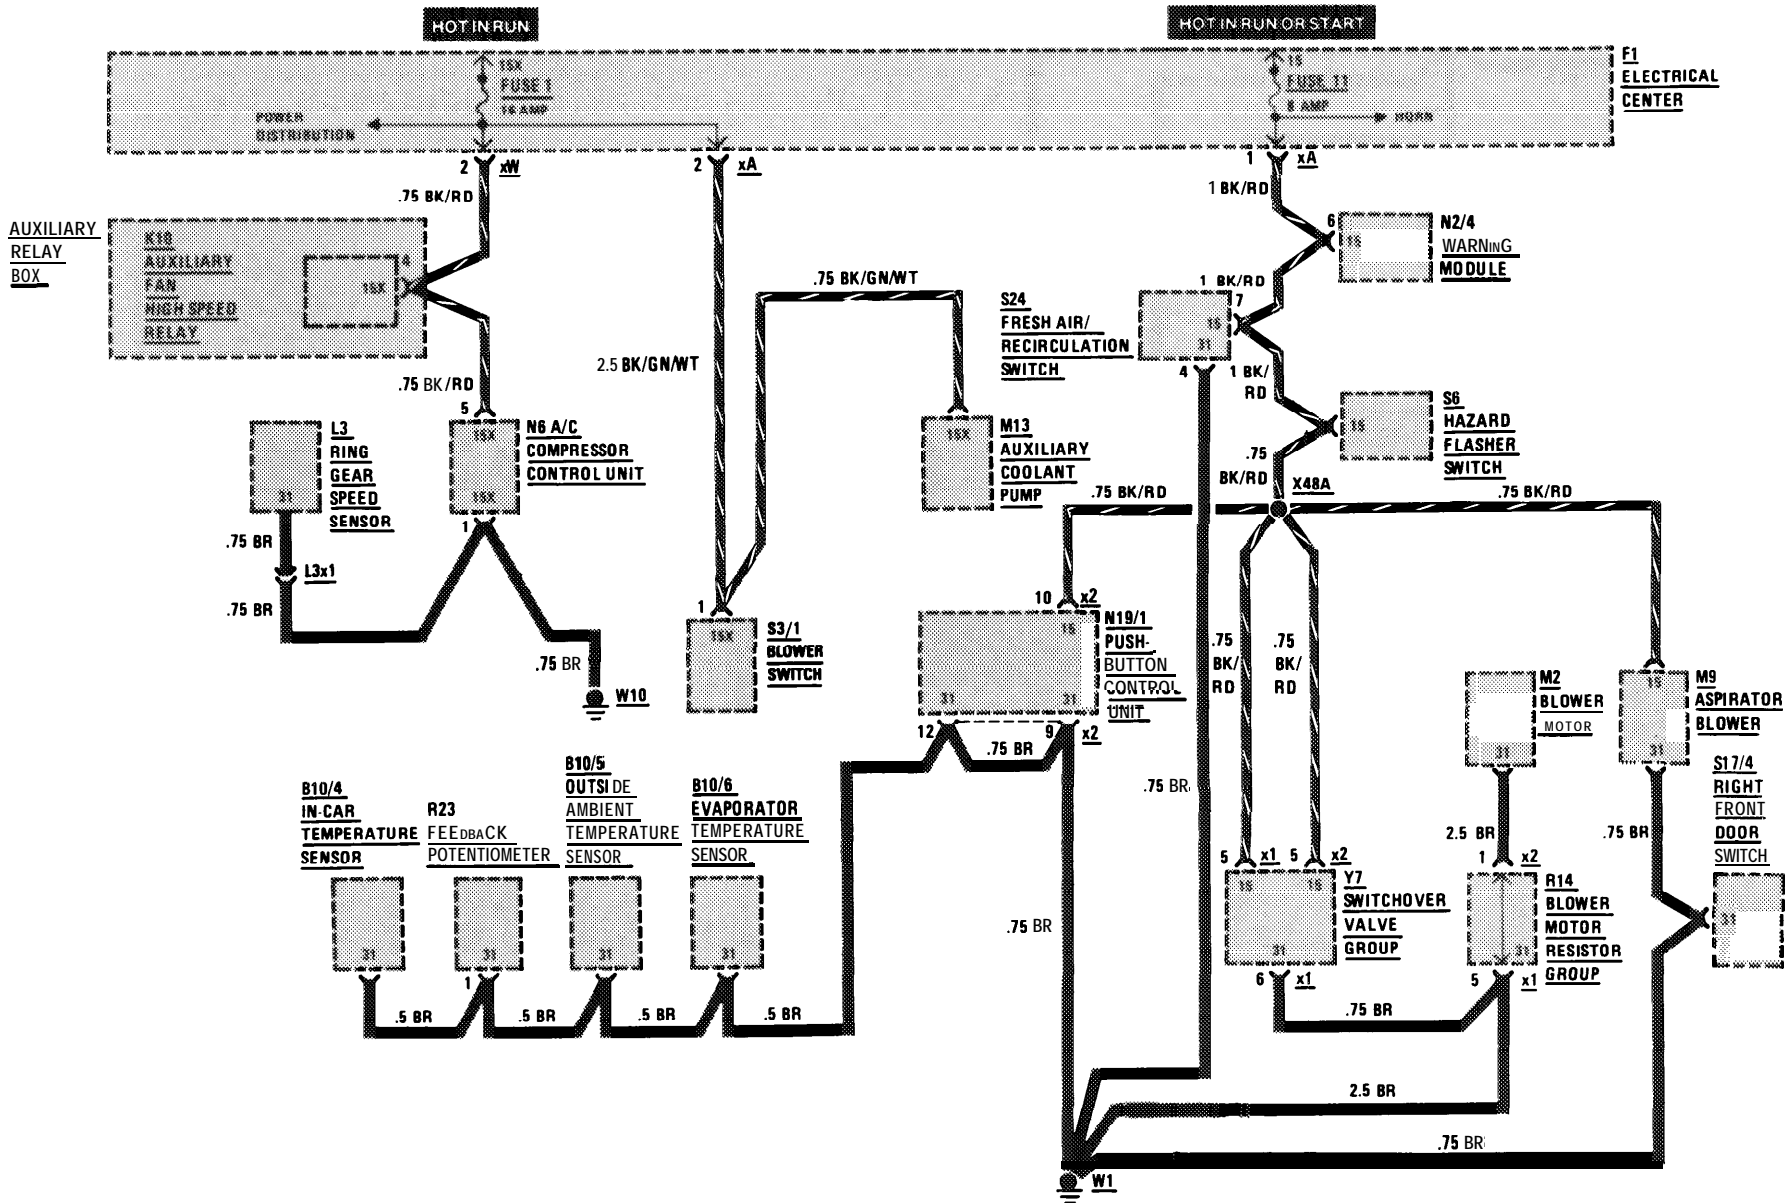 HOT IN RUN
HOT IN RUN OR START
15X
FUSE 1
16 AMP
POWER
DISTRIBUTION
15
FUSE 11
8 AMP
HORN
F1
ELECTRICAL
CENTER
2 xW
2 xA
1 xA
.75 BK/RD
1 BK/RD
AUXILIARY
RELAY
BOX
K10
AUXILIARY
FAN
HIGH SPEED
RELAY
15X
4
6
15
N2/4
WARNING
MODULE
.75 BK/GN/WT
1 BK/RD
S24
FRESH AIR/
RECIRCULATION
SWITCH
7
15
31
4
2.5 BK/GN/WT
1 BK/
RD
.75 BK/RD
5
L3
RING
GEAR
SPEED
SENSOR
31
15X
15X
N6 A/C
COMPRESSOR
CONTROL UNIT
1
15X
M13
AUXILIARY
COOLANT
PUMP
15
S6
HAZARD
FLASHER
SWITCH
.75
BK/RD
X48A
.75 BK/RD
.75 BK/RD
.75 BR
L3x1
.75 BR
.75 BR
W10
1
15X
S3/1
BLOWER
SWITCH
10 x2
15
31
31
N19/1
PUSH-
BUTTON
CONTROL
UNIT
12
9 x2
.75 BR
.75
BK/
RD
.75
BK/
RD
M2
BLOWER
MOTOR
31
15
31
M9
ASPIRATOR
BLOWER
S17/4
RIGHT
FRONT
DOOR
SWITCH
31
.75 BR
2.5 BR
.75 BR
B10/4
IN-CAR
TEMPERATURE
SENSOR
R23
FEEDBACK
POTENTIOMETER
B10/5
OUTSIDE
AMBIENT
TEMPERATURE
SENSOR
B10/6
EVAPORATOR
TEMPERATURE
SENSOR
31
31
31
31
1
.5 BR
.5 BR
.5 BR
.5 BR
.75 BR
5 x1
5 x2
15
15
31
Y7
SWITCHOVER
VALVE
GROUP
6 x1
1 x2
31
R14
BLOWER
MOTOR
RESISTOR
GROUP
5 x1
.75 BR
2.5 BR
.75 BR
W1